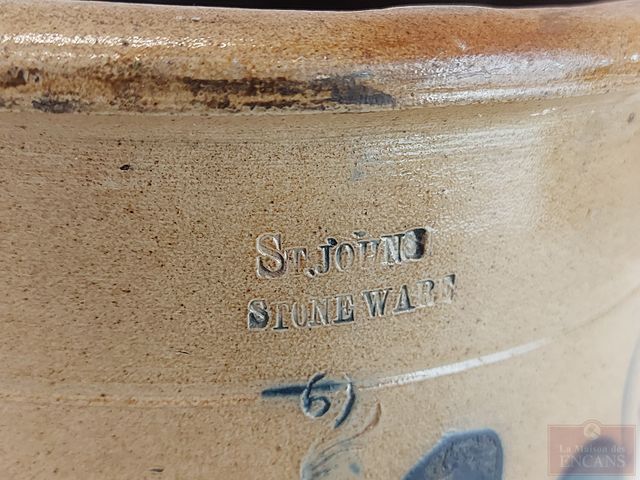 ST. JOHNS
STONE WARE
6
La Maison des
ENCANS